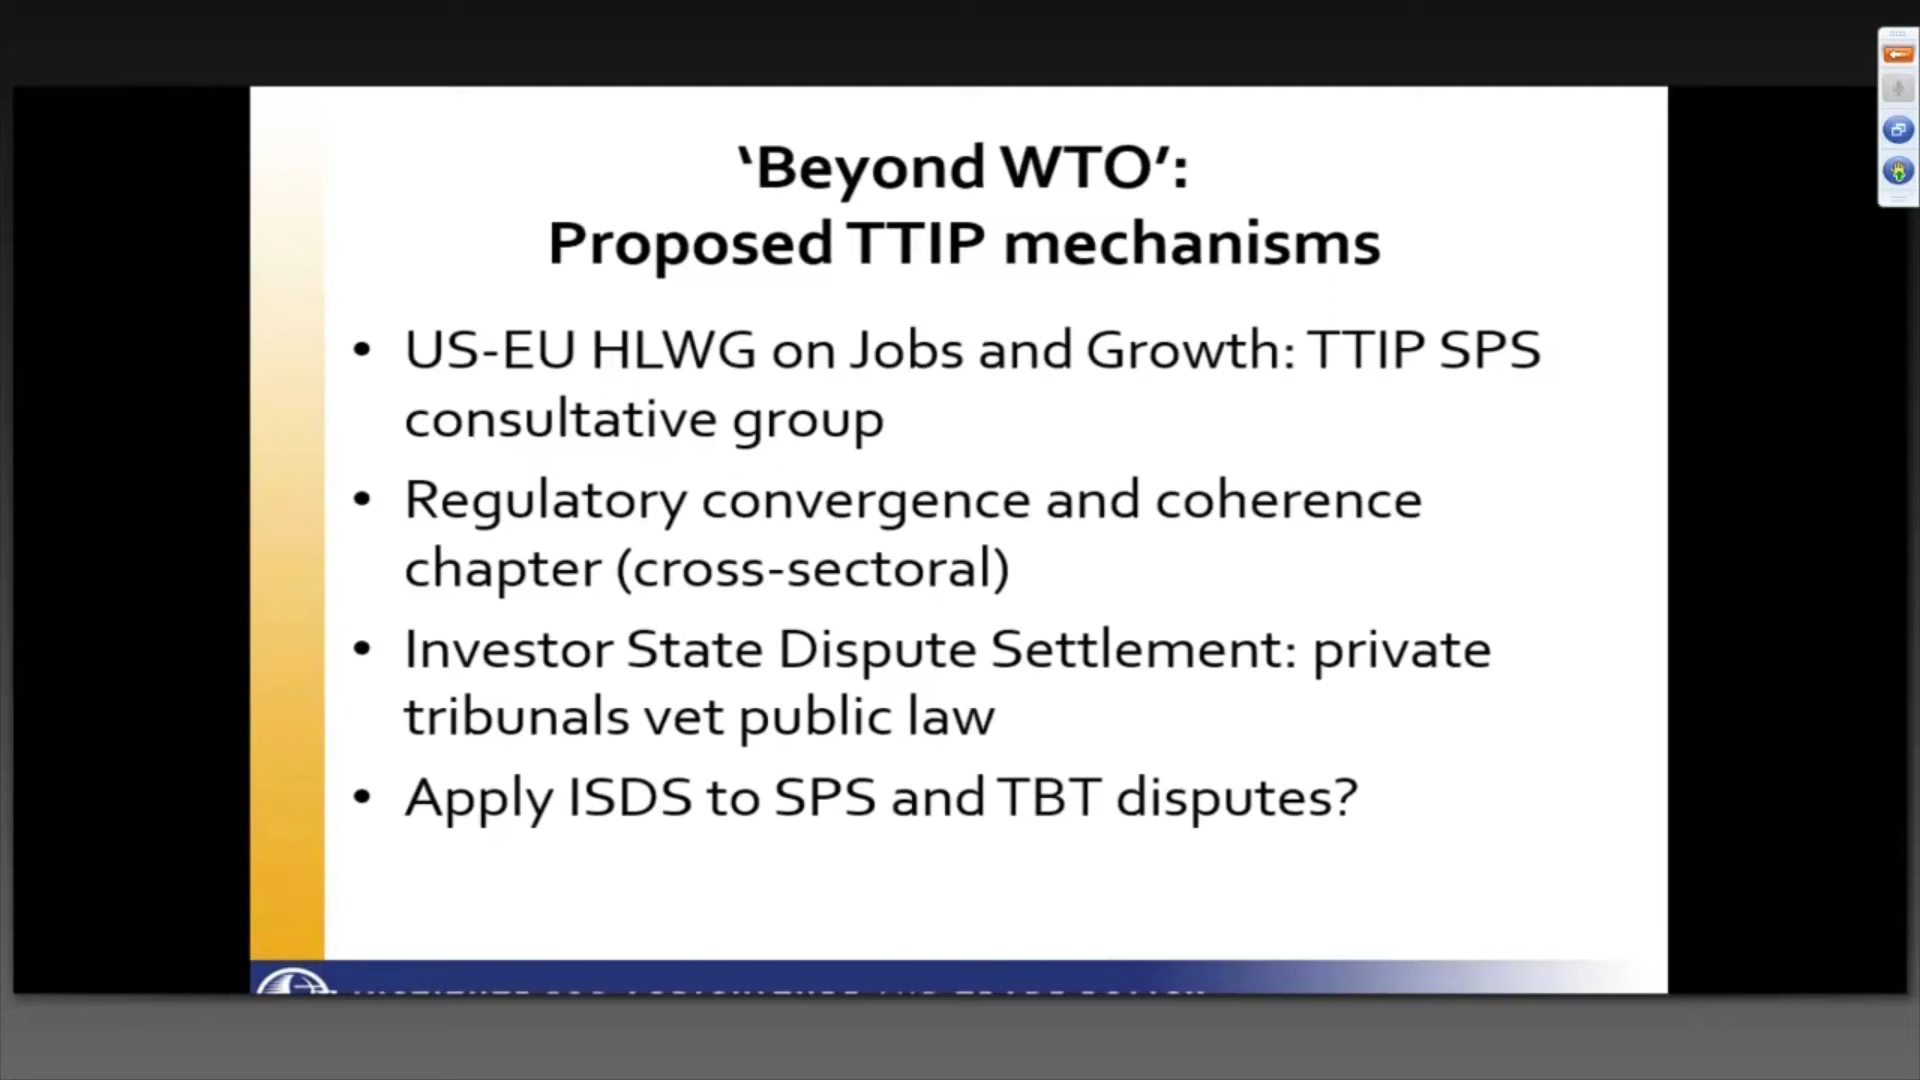 ‘Beyond WTO’:
Proposed TTIP mechanisms
• US-EU HLWG on Jobs and Growth: TTIP SPS
consultative group
• Regulatory convergence and coherence
chapter (cross-sectoral)
• Investor State Dispute Settlement: private
tribunals vet public law
• Apply ISDS to SPS and TBT disputes?